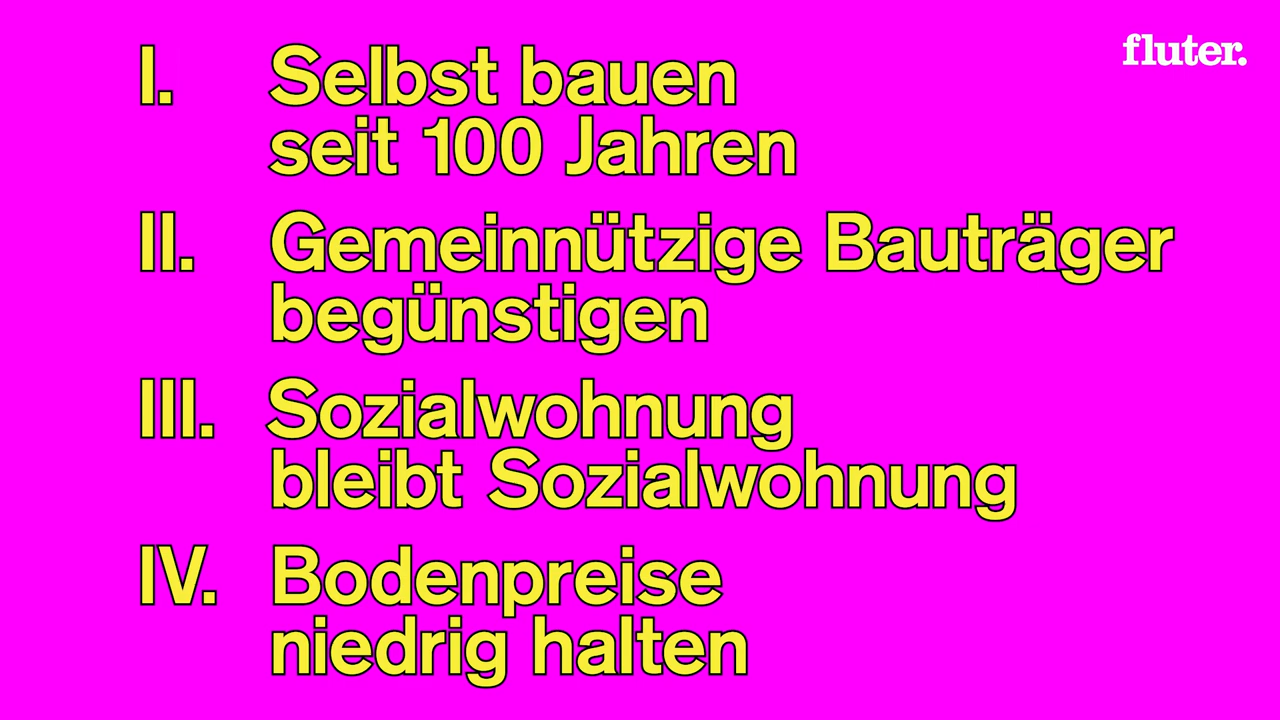 fluter.
I. Selbst bauen
seit 100 Jahren
II. Gemeinnützige Bauträger
begünstigen
III. Sozialwohnung
bleibt Sozialwohnung
IV. Bodenpreise
niedrig halten